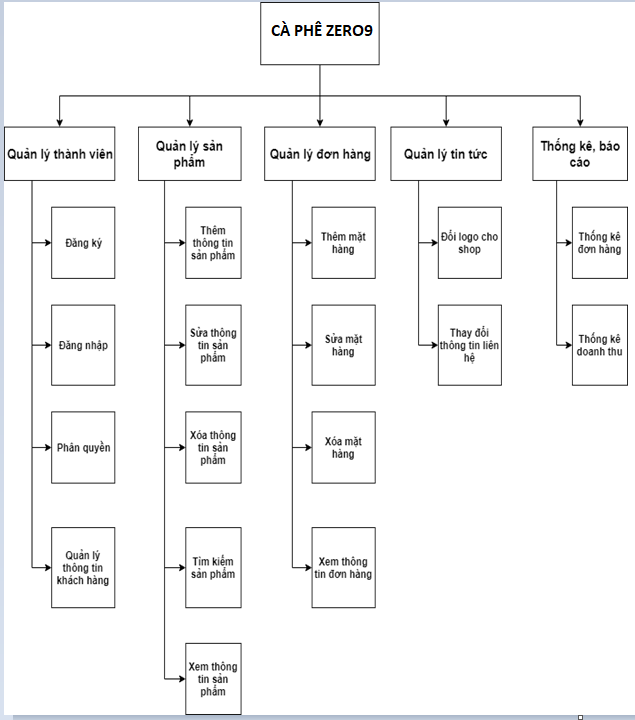 CÀ PHÊ ZERO9
Quản lý thành viên
Quản lý sản
phẩm
Quản lý đơn hàng
Quản lý tin tức
Thống kê, báo
cáo
Đăng ký
Đăng nhập
Phân quyền
Quản lý
thông tin
khách hàng
Thêm
thông tin
sản phẩm
Sửa thông
tin sản
phẩm
Xóa thông
tin sản
phẩm
Tìm kiếm
sản phẩm
Xem thông
tin sản
phẩm
Thêm mặt
hàng
Sửa mặt
hàng
Xóa mặt
hàng
Xem thông
tin đơn hàng
Đổi logo cho
shop
Thay đổi
thông tin liên
hệ
Thống kê
đơn hàng
Thống kê
doanh thu